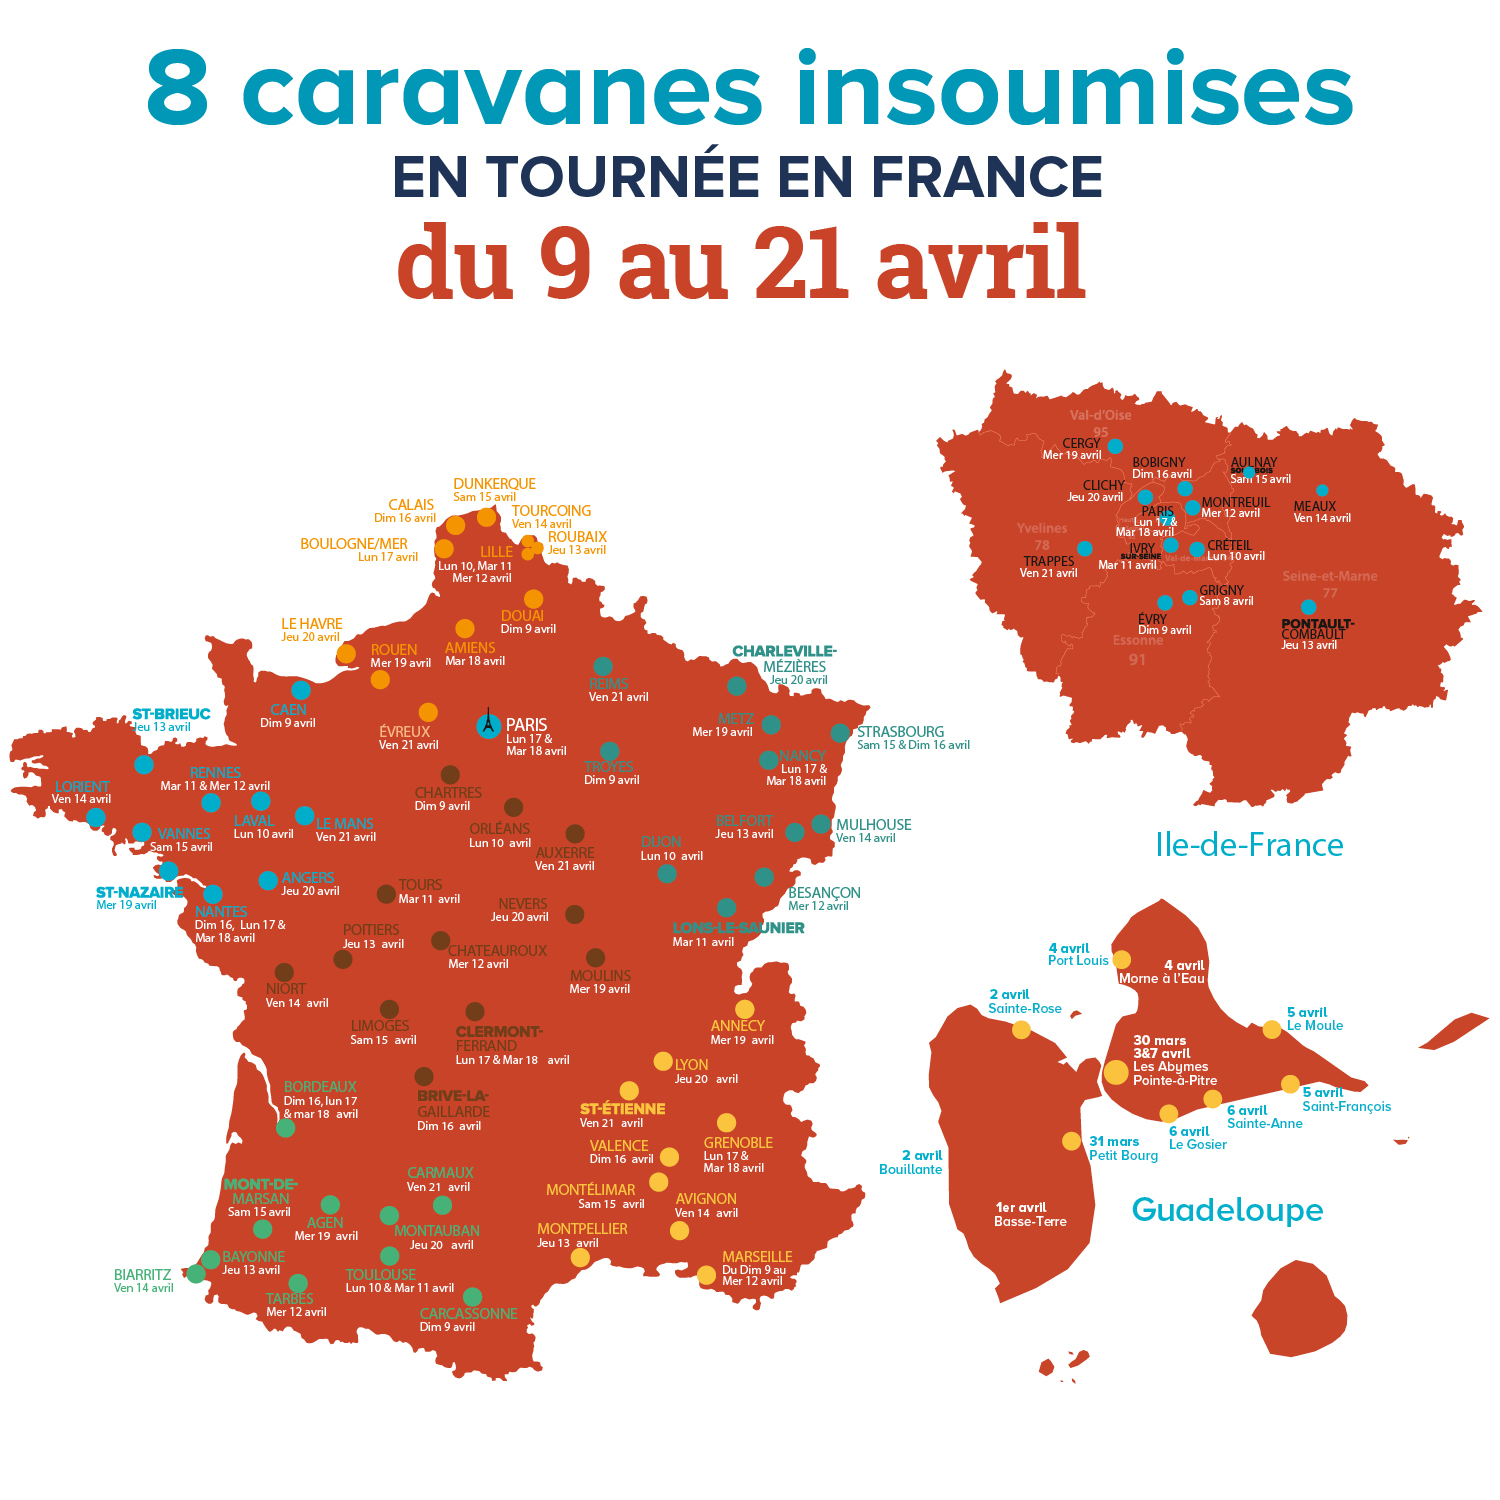 8 caravanes insoumises
EN TOURNÉE EN FRANCE
du 9 au 21 avril
DUNKERQUE
Sam 15 avril
CALAIS
Dim 16 avril
TOURCOING
Ven 14 avril
ROUBAIX
Jeu 13 avril
BOULOGNE/MER
Lun 17 avril
LILLE
Lun 10, Mar 11
Mer 12 avril
DOUAI
Dim 9 avril
LE HAVRE
Jeu 20 avril
ROUEN
Mer 19 avril
AMIENS
Mar 18 avril
ÉVREUX
Ven 21 avril
CAEN
Dim 9 avril
ST-BRIEUC
Jeu 13 avril
LORIENT
Ven 14 avril
RENNES
Mar 11 & Mer 12 avril
VANNES
Sam 15 avril
LAVAL
Lun 10 avril
LE MANS
Ven 21 avril
ST-NAZAIRE
Mer 19 avril
ANGERS
Jeu 20 avril
NANTES
Dim 16, Lun 17 &
Mar 18 avril
PARIS
Lun 17 &
Mar 18 avril
REIMS
Ven 21 avril
CHARLEVILLE-
MÉZIÈRES
Jeu 20 avril
METZ
Mer 19 avril
STRASBOURG
Sam 15 & Dim 16 avril
NANCY
Lun 17 &
Mar 18 avril
TROYES
Dim 9 avril
BELFORT
Jeu 13 avril
MULHOUSE
Ven 14 avril
DIJON
Lun 10 avril
BESANÇON
Mer 12 avril
LONS-LE-SAUNIER
Mar 11 avril
CHARTRES
Dim 9 avril
ORLÉANS
Lun 10 avril
AUXERRE
Ven 21 avril
TOURS
Mar 11 avril
NEVERS
Jeu 20 avril
POITIERS
Jeu 13 avril
CHATEAUROUX
Mer 12 avril
MOULINS
Mer 19 avril
NIORT
Ven 14 avril
LIMOGES
Sam 15 avril
CLERMONT-
FERRAND
Lun 17 & Mar 18 avril
BRIVE-LA-
GAILLARDE
Dim 16 avril
ANNECY
Mer 19 avril
LYON
Jeu 20 avril
ST-ÉTIENNE
Ven 21 avril
GRENOBLE
Lun 17 &
Mar 18 avril
VALENCE
Dim 16 avril
MONTÉLIMAR
Sam 15 avril
AVIGNON
Ven 14 avril
MONTPELLIER
Jeu 13 avril
MARSEILLE
Du Dim 9 au
Mer 12 avril
BORDEAUX
Dim 16, lun 17
& mar 18 avril
MONT-DE-
MARSAN
Sam 15 avril
AGEN
Mer 19 avril
CARMAUX
Ven 21 avril
MONTAUBAN
Jeu 20 avril
BAYONNE
Jeu 13 avril
BIARRITZ
Ven 14 avril
TOULOUSE
Lun 10 & Mar 11 avril
TARBES
Mer 12 avril
CARCASSONNE
Dim 9 avril
Val-d'Oise
95
CERGY
Mer 19 avril
BOBIGNY
Dim 16 avril
AULNAY
SOUS-BOIS
Sam 15 avril
CLICHY
Jeu 20 avril
MONTREUIL
Mer 12 avril
MEAUX
Ven 14 avril
PARIS
Lun 17 &
Mar 18 avril
Yvelines
78
IVRY
SUR-SEINE
Mar 11 avril
CRÉTEIL
Lun 10 avril
TRAPPES
Ven 21 avril
Seine-et-Marne
77
GRIGNY
Sam 8 avril
ÉVRY
Dim 9 avril
Essonne
91
PONTAULT-
COMBAULT
Jeu 13 avril
Ile-de-France
4 avril
Port Louis
4 avril
Morne à l'Eau
2 avril
Sainte-Rose
5 avril
Le Moule
30 mars
3&7 avril
Les Abymes
Pointe-à-Pitre
5 avril
Saint-François
6 avril
Sainte-Anne
6 avril
Le Gosier
31 mars
Petit Bourg
2 avril
Bouillante
1er avril
Basse-Terre
Guadeloupe